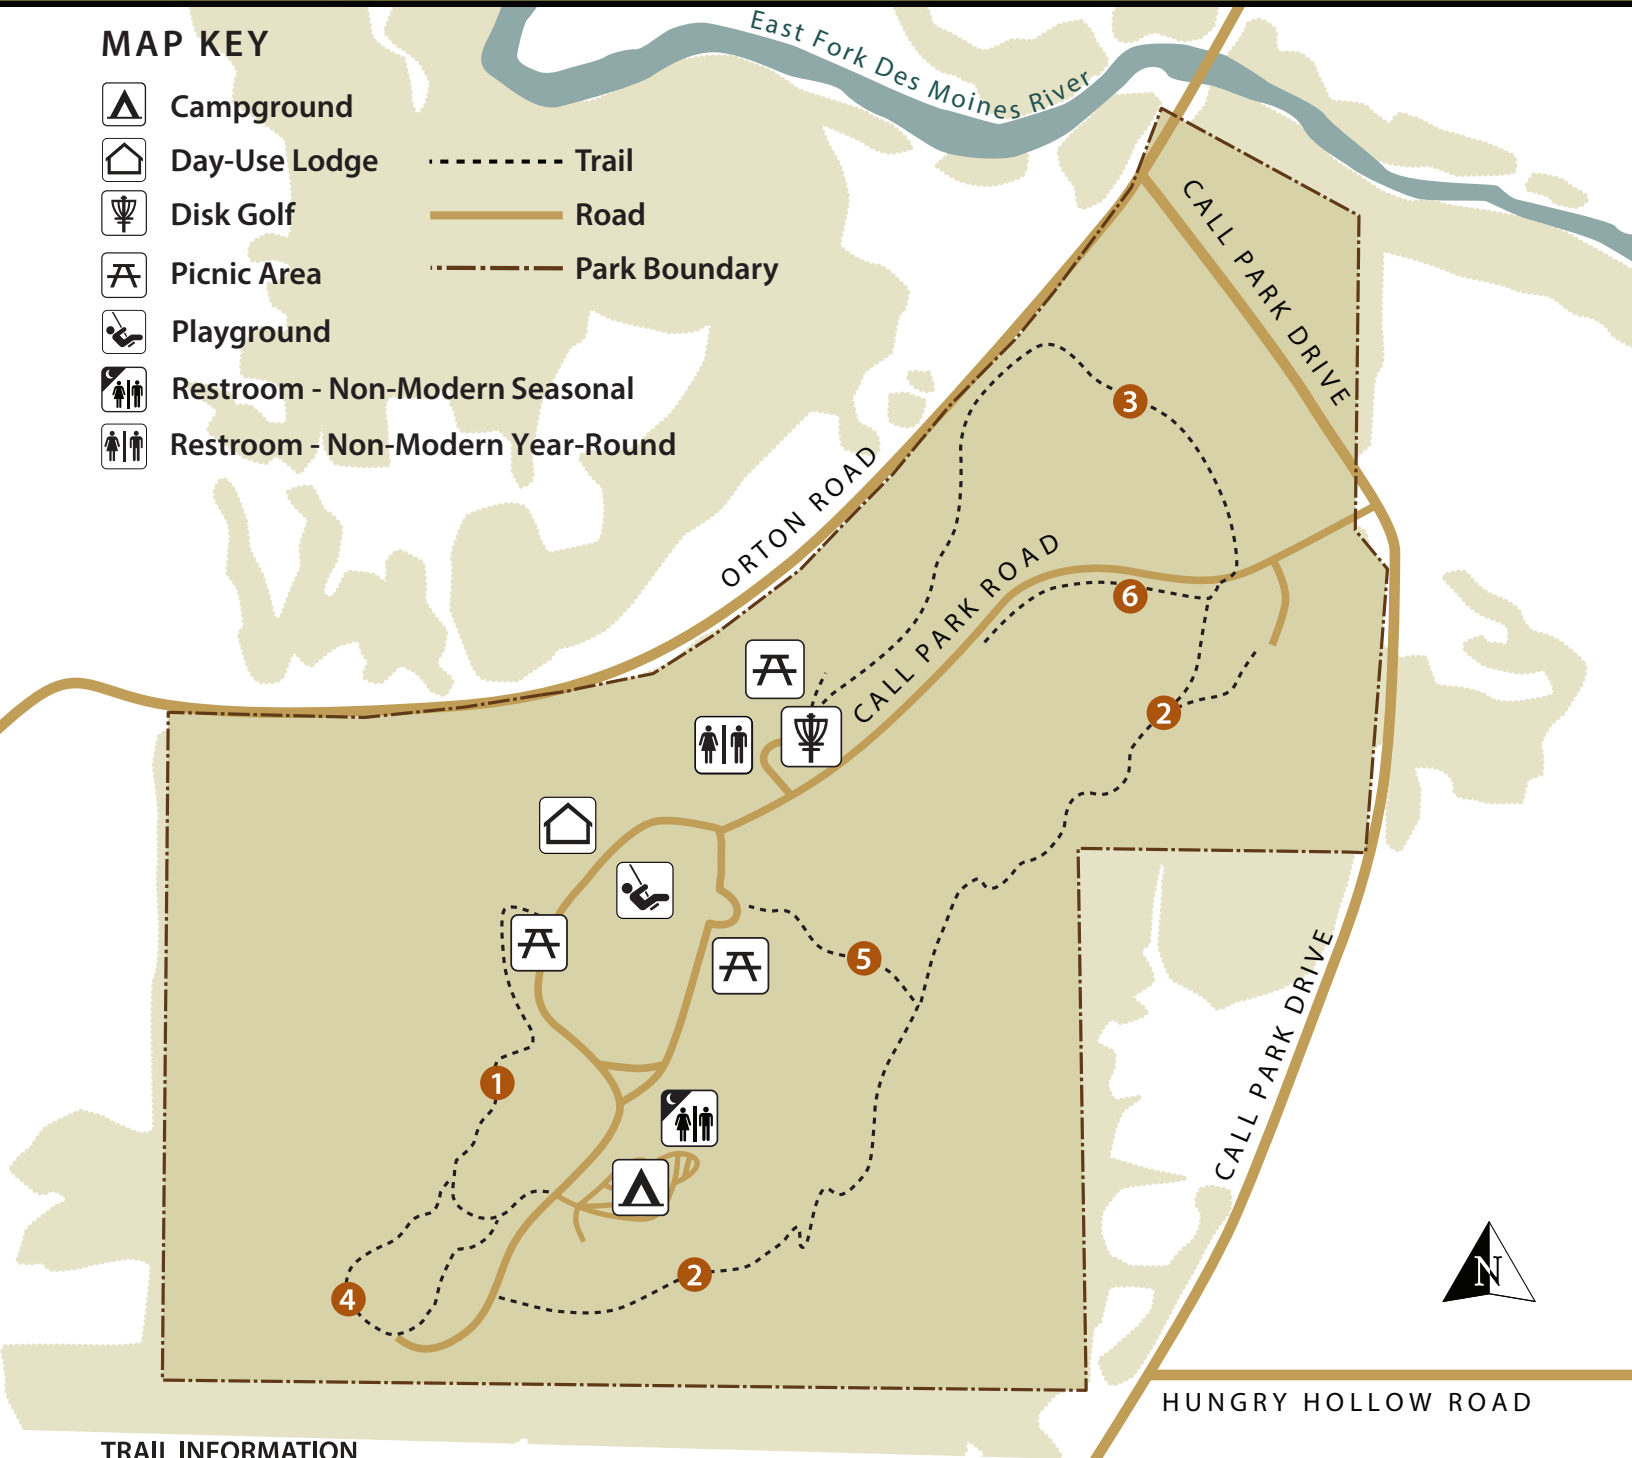 MAP KEY
Campground
Day-Use Lodge
Disk Golf
Picnic Area
Playground
Restroom - Non-Modern Seasonal
Restroom - Non-Modern Year-Round
Trail
Road
Park Boundary
East Fork Des Moines River
CALL PARK DRIVE
ORTON ROAD
CALL PARK ROAD
3
6
2
5
1
4
2
CALL PARK DRIVE
N
HUNGRY HOLLOW ROAD
TRAIL INFORMATION